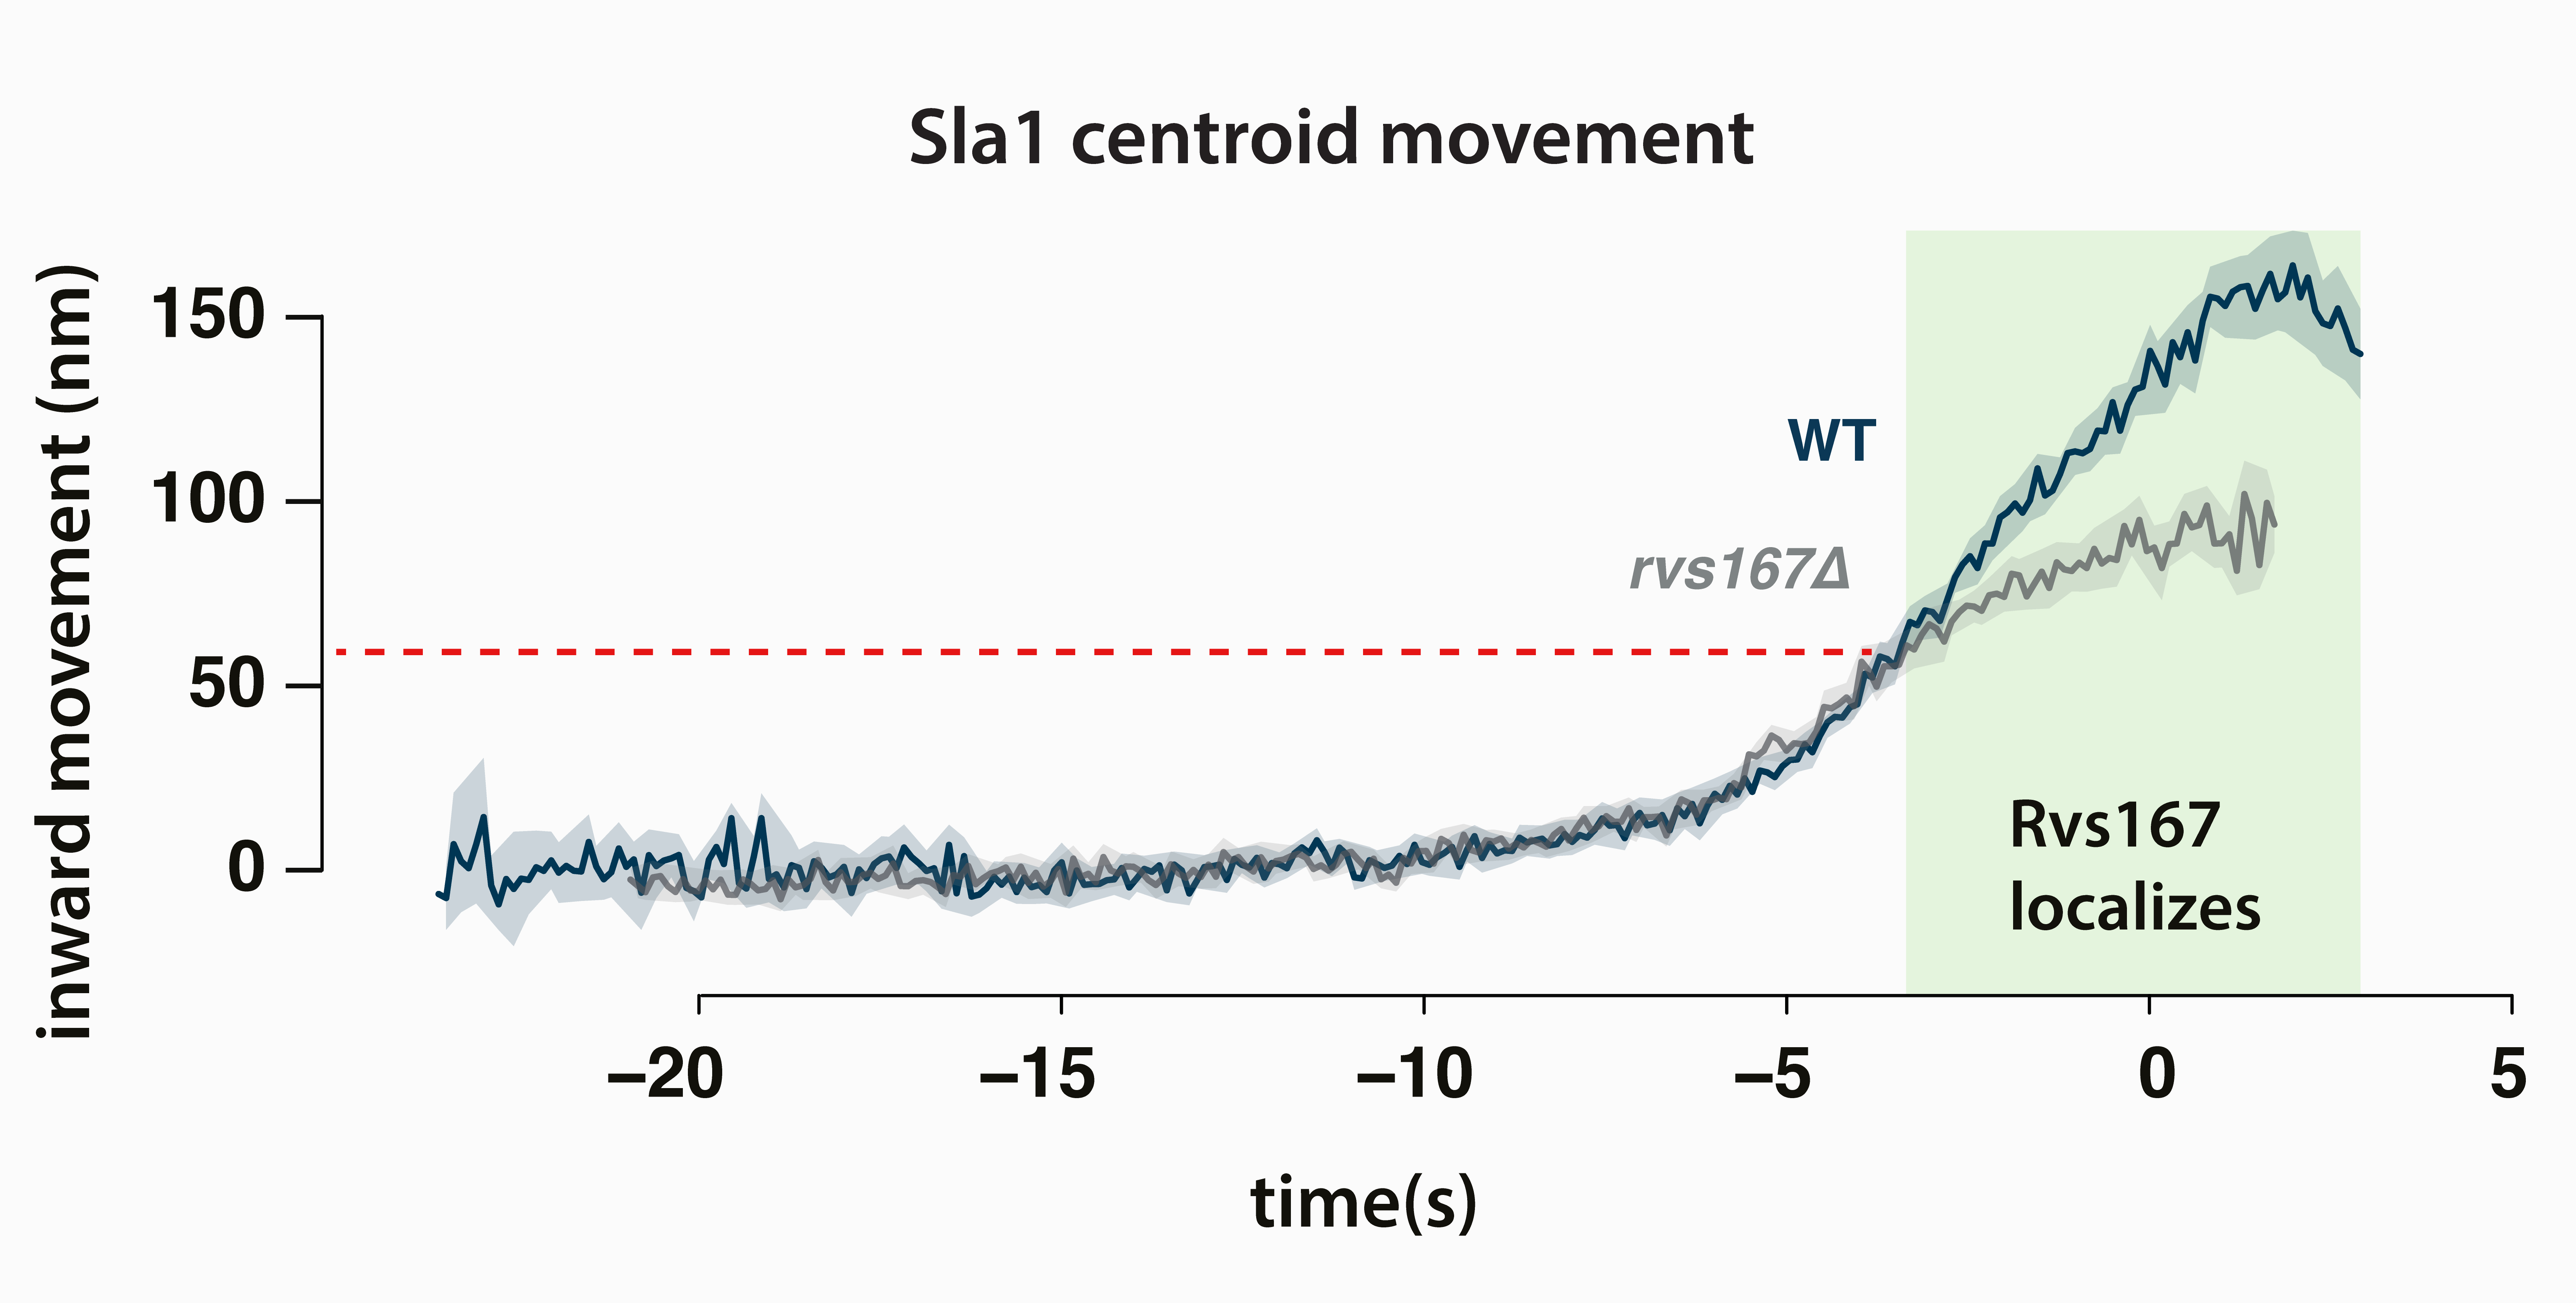 Sla1 centroid movement
inward movement (nm)
150
100
50
0
WT
rvs167Δ
Rvs167
localizes
–20 –15 –10 –5 0 5
time(s)